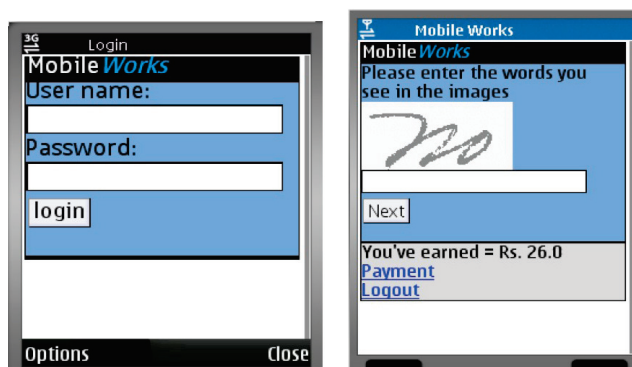 3G
Login
MobileWorks
User name:
Password:
login
Options
Close
Mobile Works
MobileWorks
Please enter the words you
see in the images
no
Next
You've earned = Rs. 26.0
Payment
Logout